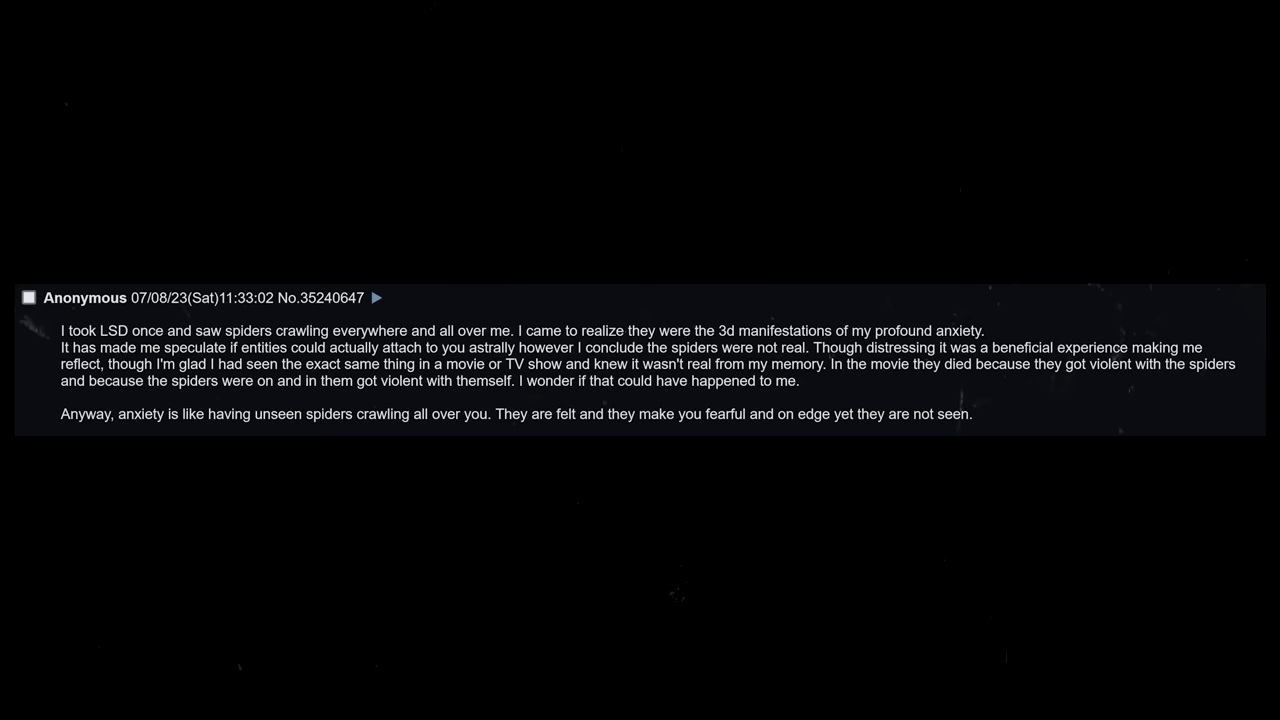 Anonymous 07/08/23(Sat)11:33:02 No.35240647
I took LSD once and saw spiders crawling everywhere and all over me. I came to realize they were the 3d manifestations of my profound anxiety.
It has made me speculate if entities could actually attach to you astrally however I conclude the spiders were not real. Though distressing it was a beneficial experience making me
reflect, though I'm glad I had seen the exact same thing in a movie or TV show and knew it wasn't real from my memory. In the movie they died because they got violent with the spiders
and because the spiders were on and in them got violent with themself. I wonder if that could have happened to me.
Anyway, anxiety is like having unseen spiders crawling all over you. They are felt and they make you fearful and on edge yet they are not seen.